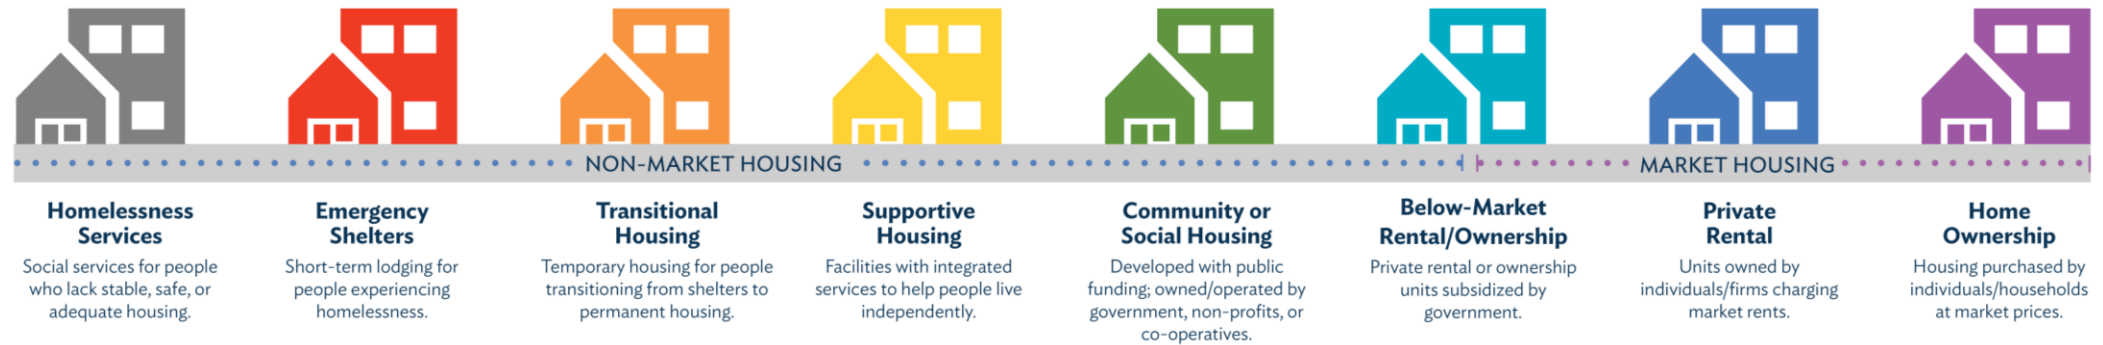 NON-MARKET HOUSING
MARKET HOUSING
Homelessness
Services
Social services for people
who lack stable, safe, or
adequate housing.
Emergency
Shelters
Short-term lodging for
people experiencing
homelessness.
Transitional
Housing
Temporary housing for people
transitioning from shelters to
permanent housing.
Supportive
Housing
Facilities with integrated
services to help people live
independently.
Community or
Social Housing
Developed with public
funding; owned/operated by
government, non-profits, or
co-operatives.
Below-Market
Rental/Ownership
Private rental or ownership
units subsidized by
government.
Private
Rental
Units owned by
individuals/firms charging
market rents.
Home
Ownership
Housing purchased by
individuals/households
at market prices.